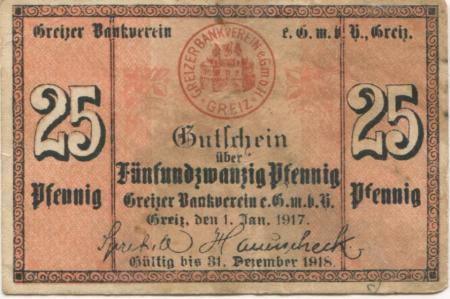 Greizer Bankverein e.G.m.b.H., Greiz.
GREIZER BANKVEREIN e.G.m.b.H.
GREIZ
25 25
Gutschein
über
Fünfundzwanzig Pfennig
Pfennig Pfennig
Greizer Bankverein e.G.m.b.H.
Greiz, den 1. Jan. 1917.
Gültig bis 31. Dezember 1918.